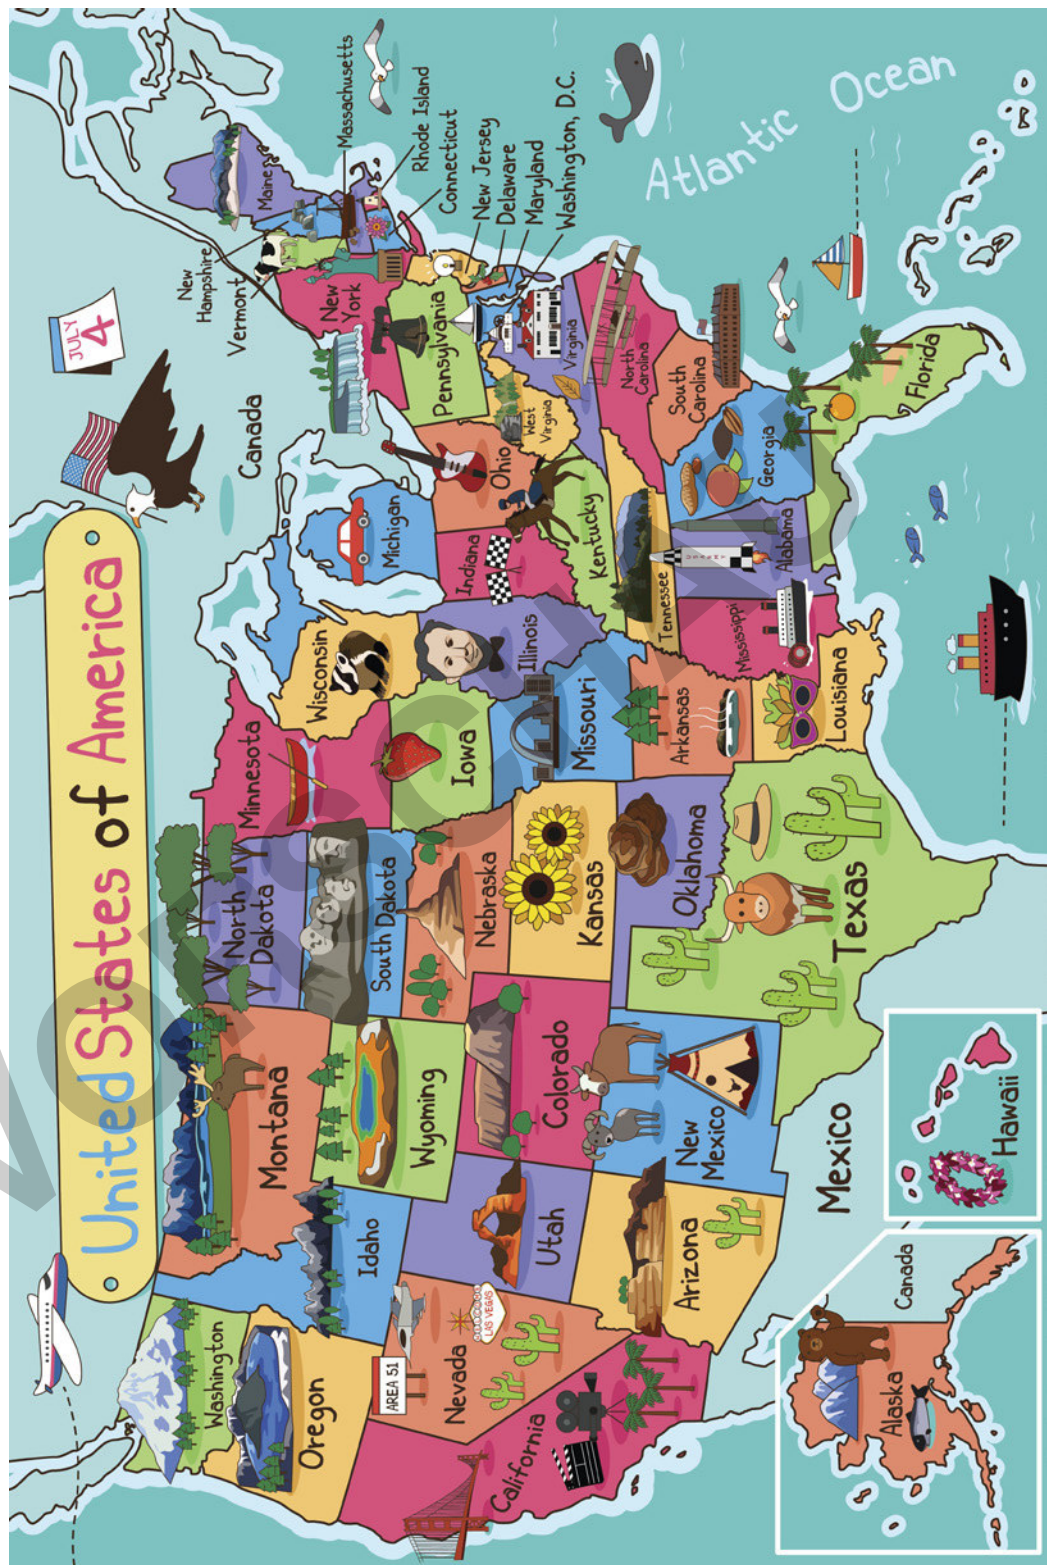 United States of America
JULY
4
Canada
New
Hampshire
Vermont
Maine
Massachusetts
Rhode Island
Connecticut
New Jersey
Delaware
Maryland
Washington, D.C.
Atlantic Ocean
Washington
Montana
North
Dakota
Minnesota
Wisconsin
Michigan
New
York
Oregon
Idaho
Wyoming
South Dakota
Iowa
Illinois
Indiana
Ohio
Pennsylvania
West
Virginia
Virginia
AREA 51
LAS VEGAS
Nevada
Utah
Colorado
Nebraska
Kansas
Missouri
Kentucky
North
Carolina
California
Arizona
New
Mexico
Oklahoma
Arkansas
Tennessee
South
Carolina
Mississippi
U S ARMY
Alabama
Georgia
Texas
Louisiana
Florida
Mexico
Alaska
Canada
Hawaii